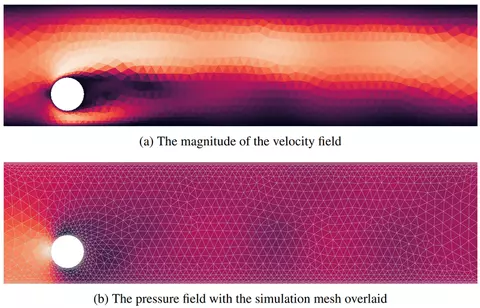 (a) The magnitude of the velocity field
(b) The pressure field with the simulation mesh overlaid